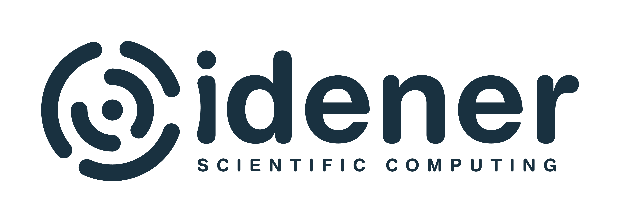 idener
SCIENTIFIC COMPUTING